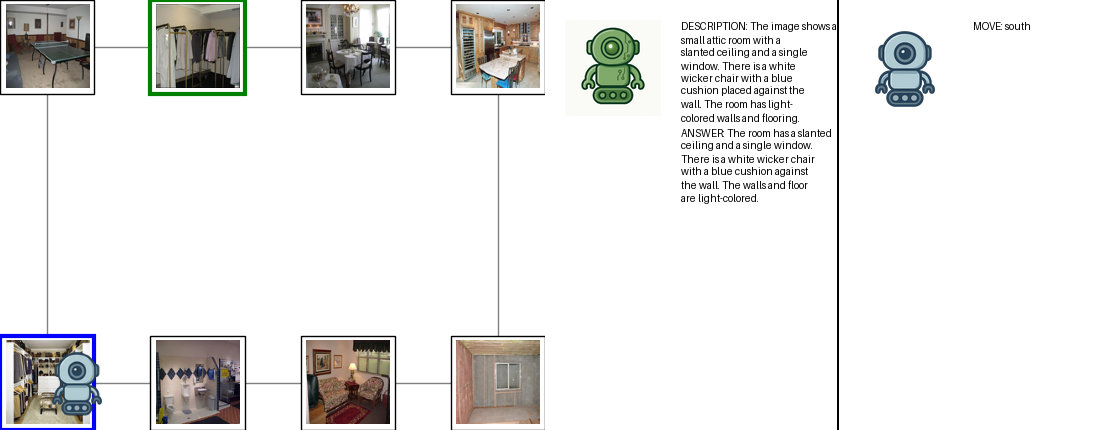 DESCRIPTION: The image shows a
small attic room with a
slanted ceiling and a single
window. There is a white
wicker chair with a blue
cushion placed against the
wall. The room has light-
colored walls and flooring.
ANSWER: The room has a slanted
ceiling and a single window.
There is a white wicker chair
with a blue cushion against
the wall. The walls and floor
are light-colored.
MOVE: south